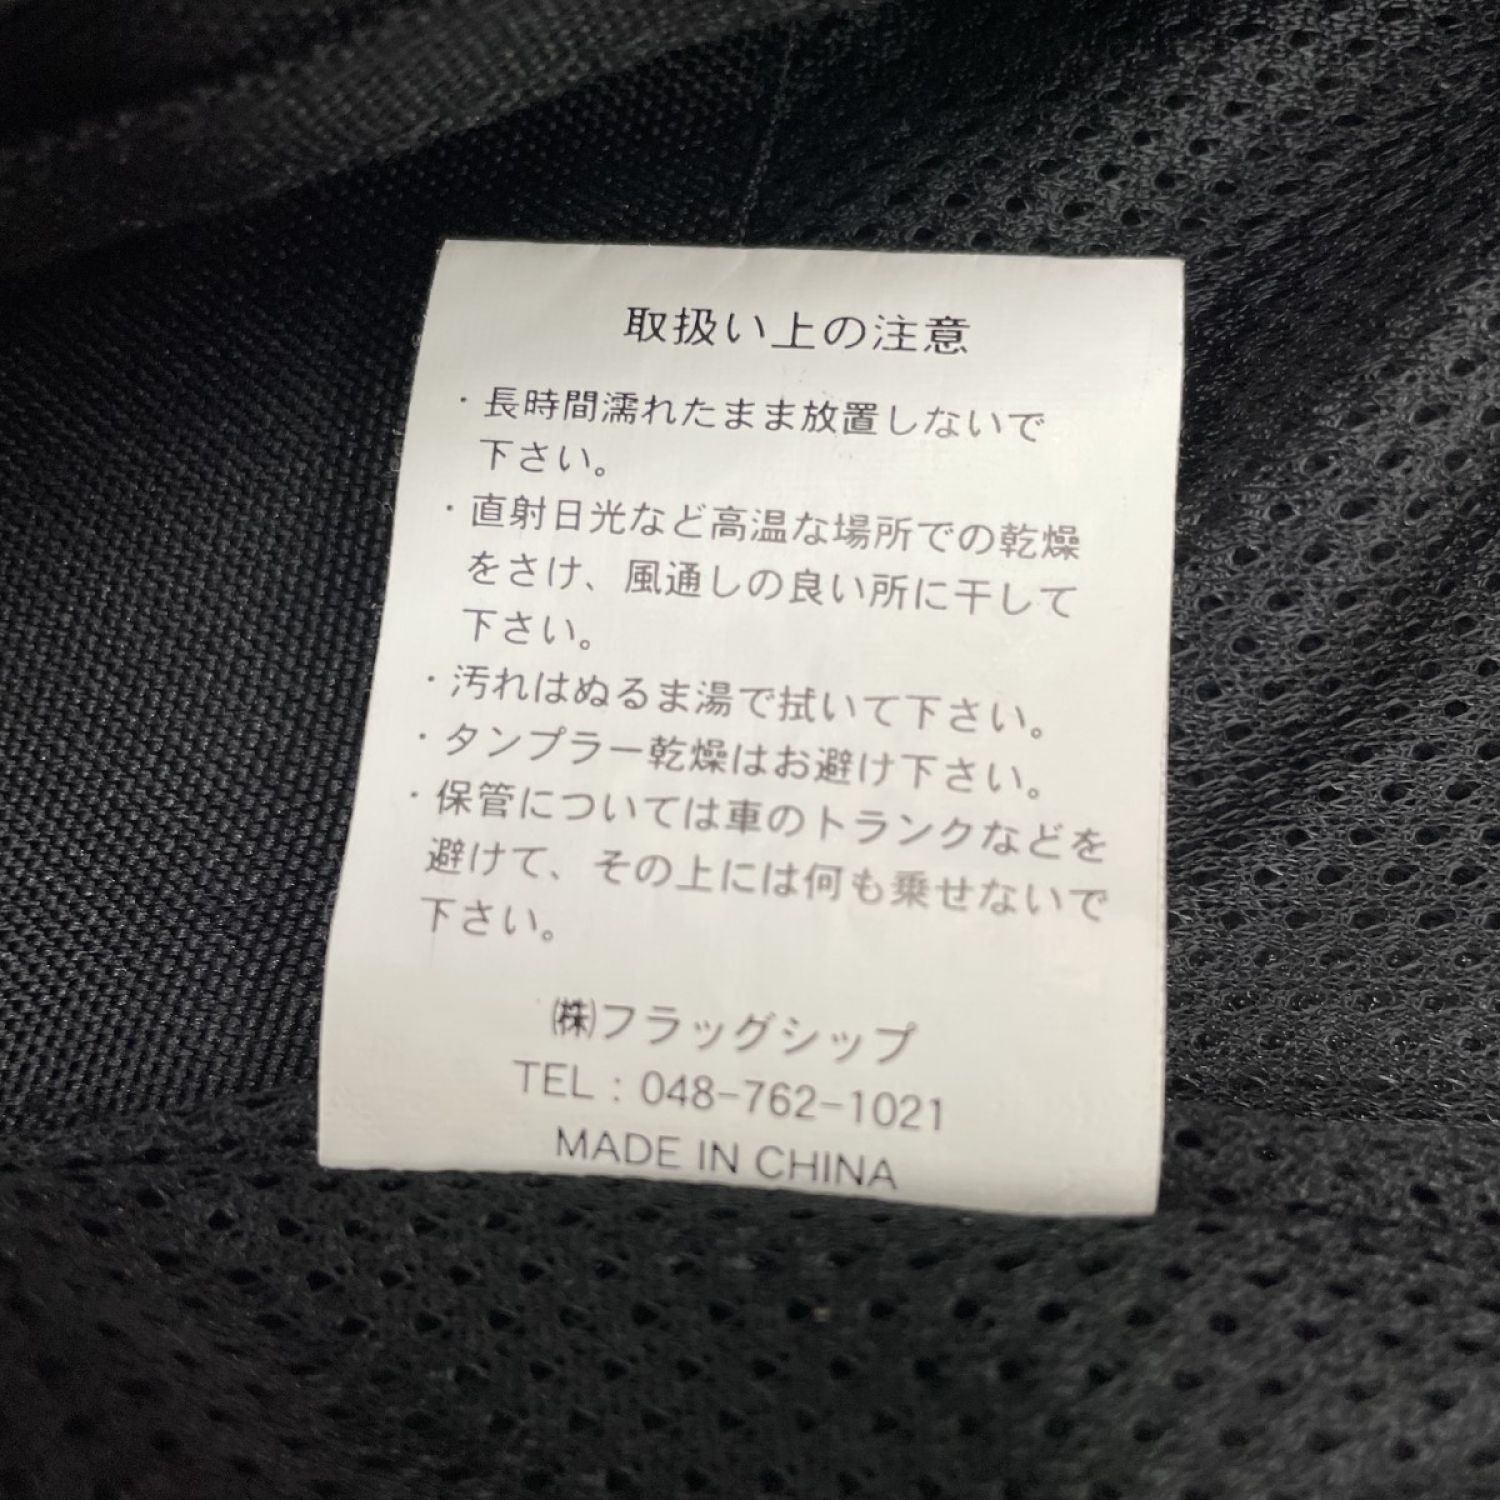 取扱い上の注意
・長時間濡れたまま放置しないで
下さい。
・直射日光など高温な場所での乾燥
をさけ、風通しの良い所に干して
下さい。
・汚れはぬるま湯で拭いて下さい。
・タンプラー乾燥はお避け下さい。
・保管については車のトランクなどを
避けて、その上には何も乗せないで
下さい。
㈱フラッグシップ
TEL：048-762-1021
MADE IN CHINA